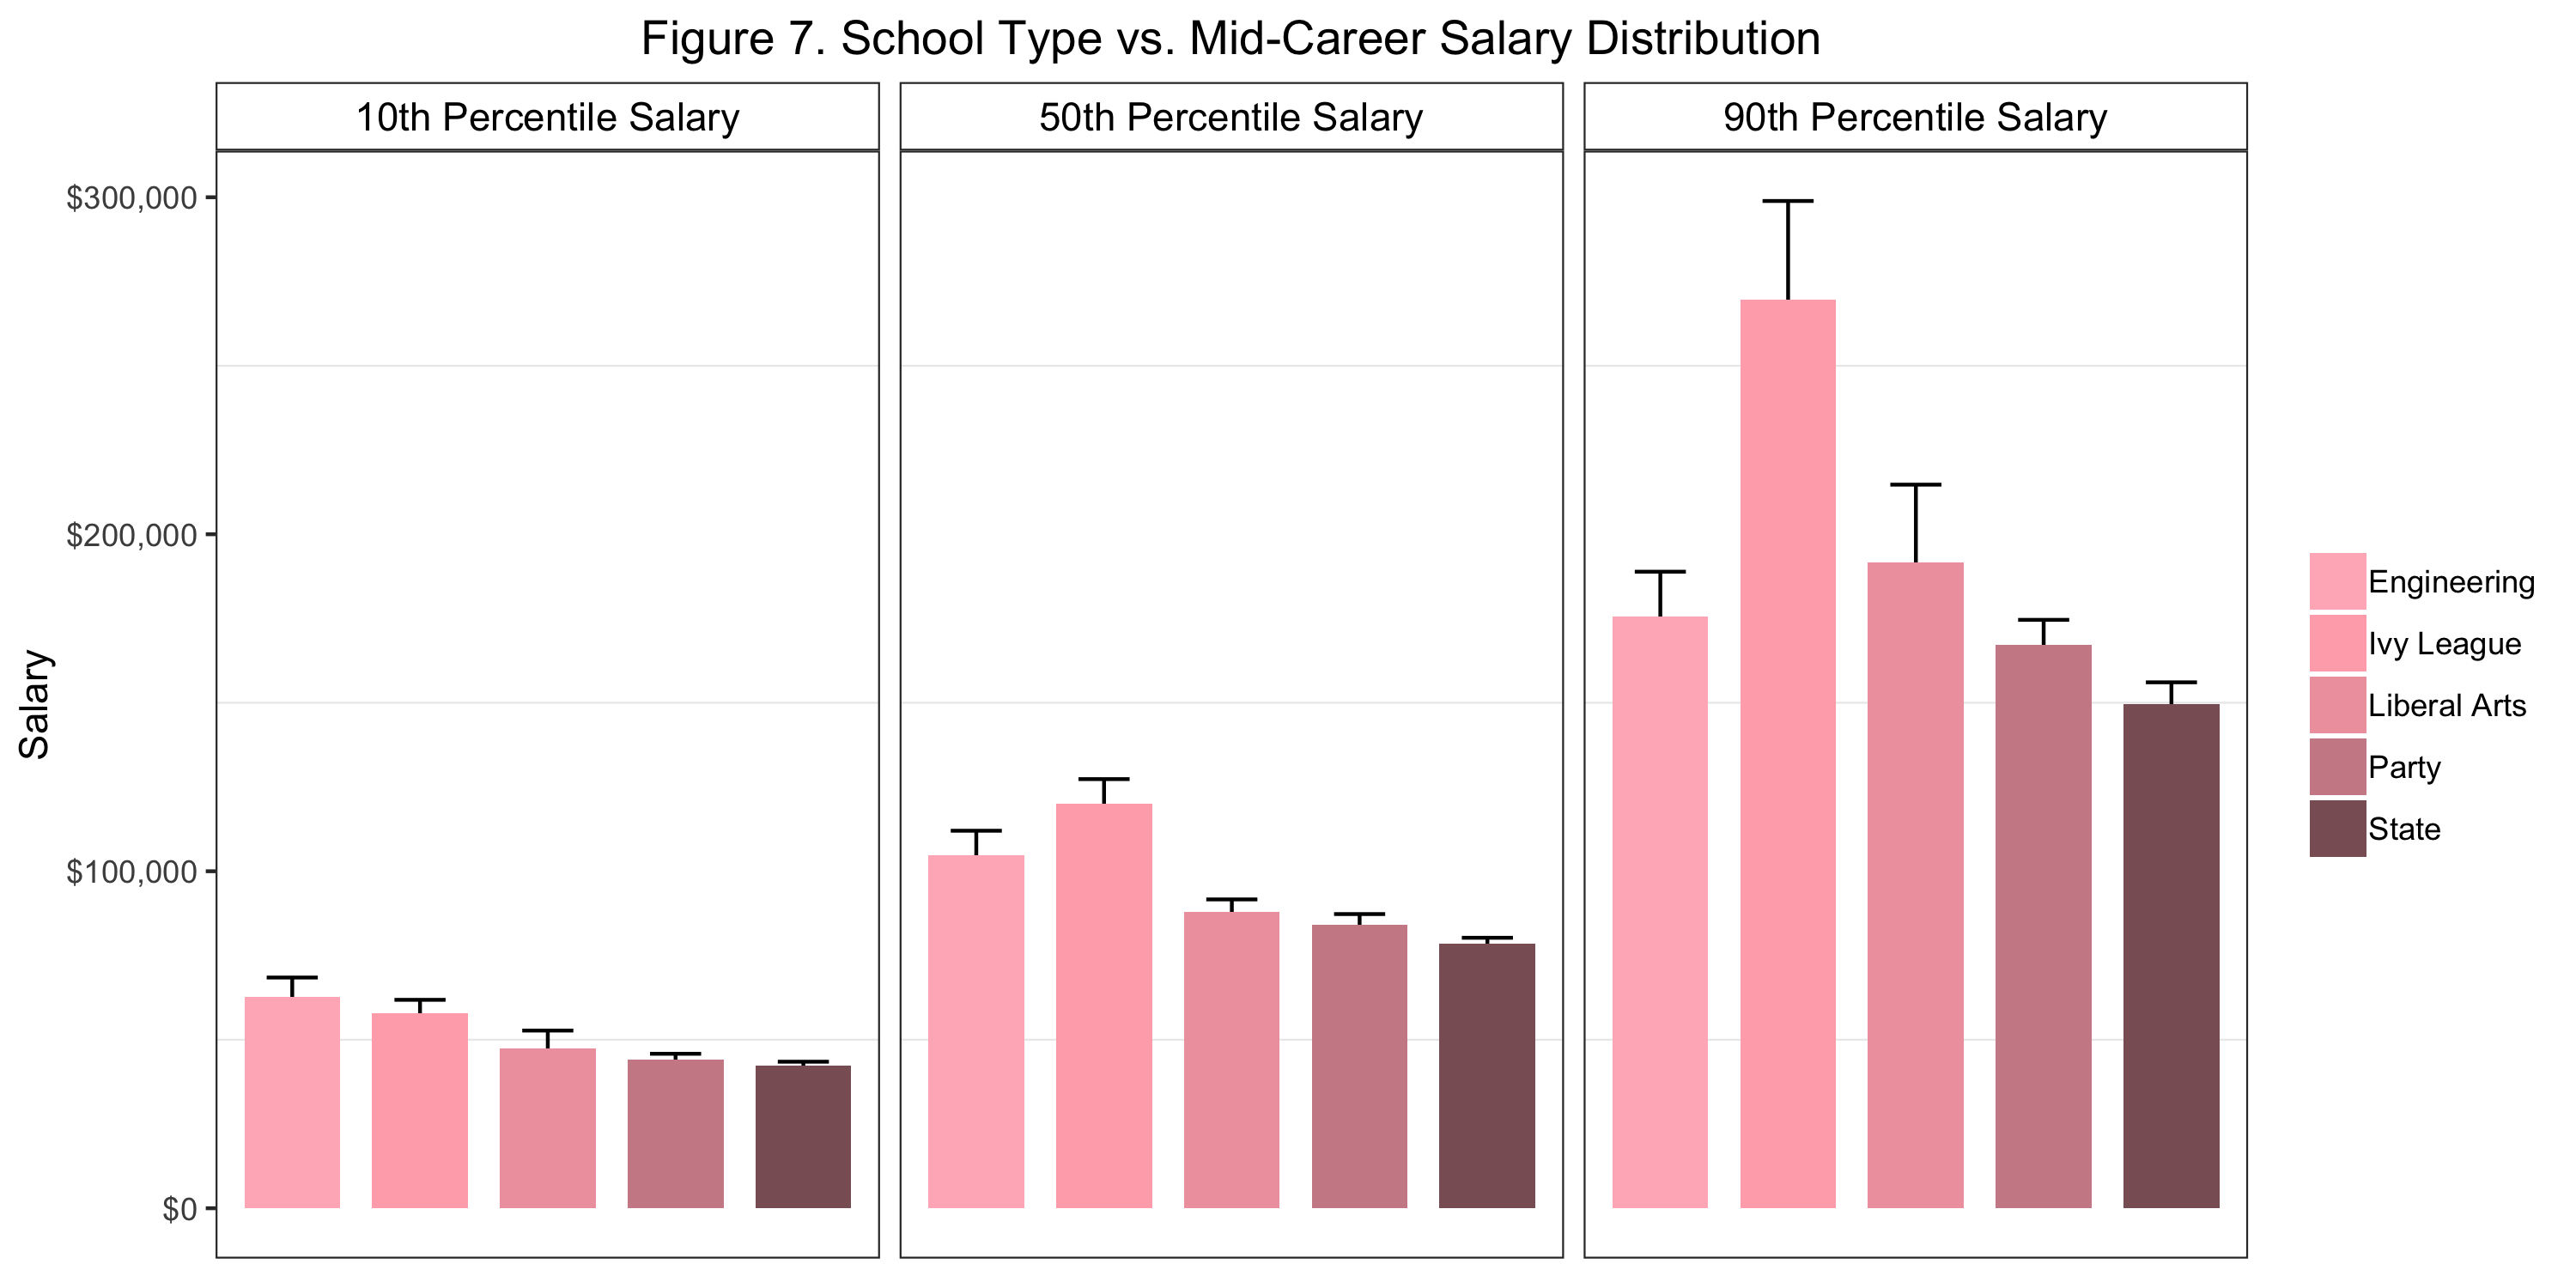 Figure 7. School Type vs. Mid-Career Salary Distribution
10th Percentile Salary
50th Percentile Salary
90th Percentile Salary
Salary
$300,000
$200,000
$100,000
$0
Engineering
Ivy League
Liberal Arts
Party
State